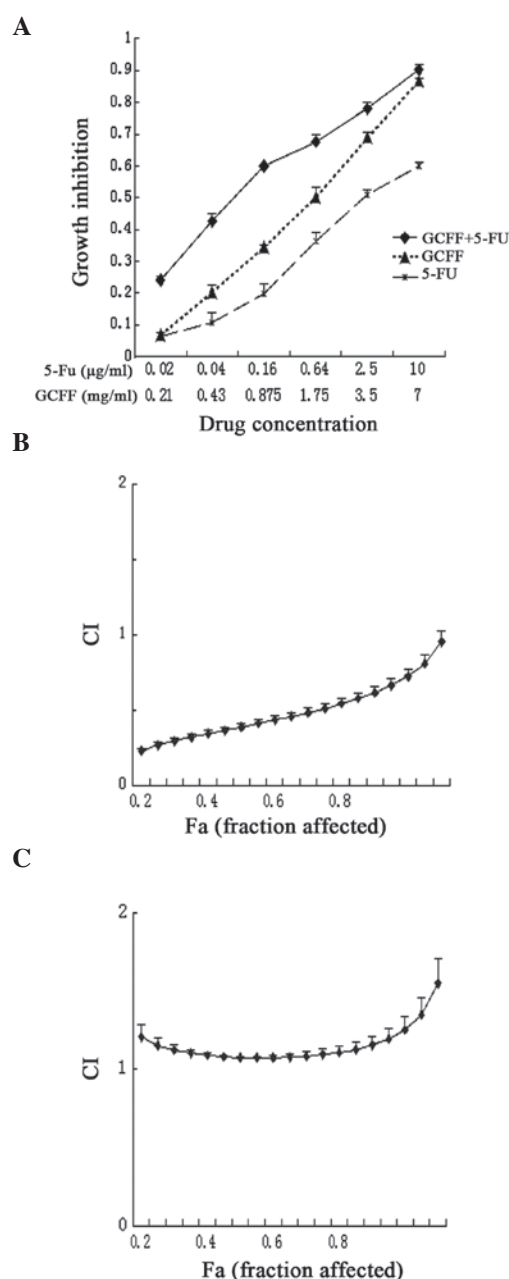 A
1
0.9
0.8
0.7
0.6
0.5
0.4
0.3
0.2
0.1
0
Growth inhibition
GCFF+5-FU
GCFF
5-FU
5-Fu (μg/ml) 0.02 0.04 0.16 0.64 2.5 10
GCFF (mg/ml) 0.21 0.43 0.875 1.75 3.5 7
Drug concentration
B
2
1
0
CI
0.2 0.4 0.6 0.8
Fa (fraction affected)
C
2
1
0
CI
0.2 0.4 0.6 0.8
Fa (fraction affected)